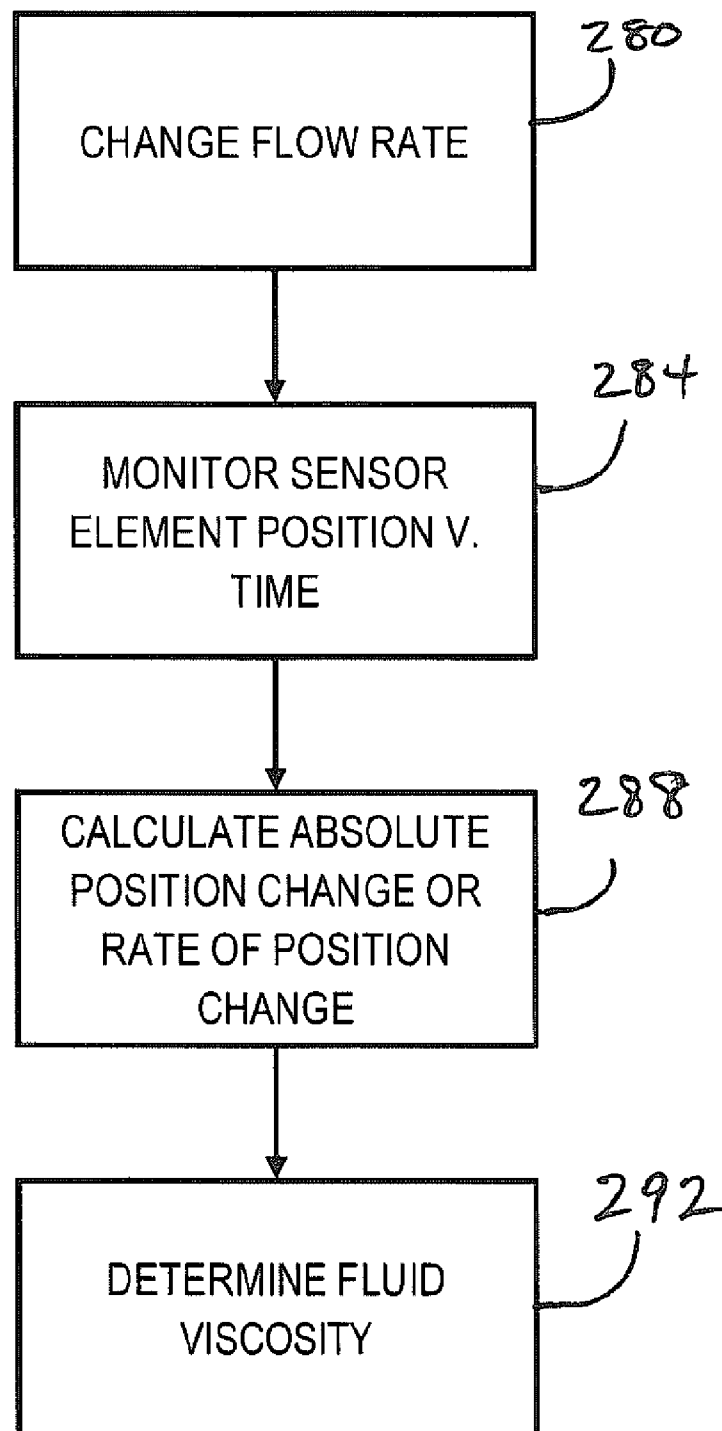 280
CHANGE FLOW RATE
284
MONITOR SENSOR
ELEMENT POSITION V.
TIME
288
CALCULATE ABSOLUTE
POSITION CHANGE OR
RATE OF POSITION
CHANGE
292
DETERMINE FLUID
VISCOSITY